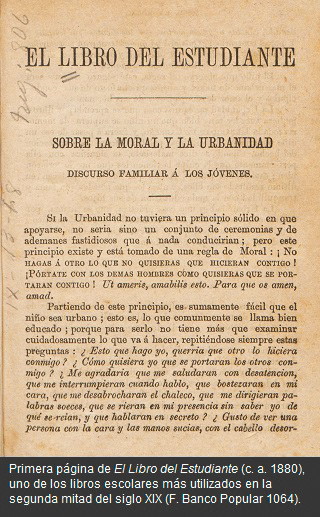 EL LIBRO DEL ESTUDIANTE
SOBRE LA MORAL Y LA URBANIDAD
DISCURSO FAMILIAR Á LOS JÓVENES.
Si la Urbanidad no tuviera un principio sólido en que
apoyarse, no seria sino un conjunto de ceremonias y de
ademanes fastidiosos que á nada conducirian ; pero este
principio existe y está tomado de una regla de Moral : ¡ No
HAGAS Á OTRO LO QUE NO QUISIERAS QUE HICIERAN CONTIGO !
¡PÓRTATE CON LOS DEMAS HOMBRES CÓMO QUISIERAS QUE SE POR-
TARAN CONTIGO ! Ut ameris, amabilis esto. Para que os amen,
amad.
Partiendo de este principio, es sumamente fácil que el
niño sea urbano ; esto es, lo que comunmente se llama bien
educado ; porque para serlo no tiene más que examinar
cuidadosamente lo que vá á hacer, repitiéndose siempre estas
preguntas : ¿ Esto que hago yo, querria que otro lo hiciera
conmigo ? ¿ Cómo quisiera yo que se portaran los otros con-
migo ? ¿ Me agradaria que me saludaran con desatencion,
que me interrumpieran cuando hablo, que bostezaran en mi
cara, que me desabrocharan el chaleco, que me dirigieran pa-
labras soeces, que se rieran en mi presencia sin saber yo de
qué se reian, y que hablaran en secreto ? ¿ Gusto de ver una
persona con la cara y las manos sucias, con el cabello desor-
Primera página de El Libro del Estudiante (c. a. 1880),
uno de los libros escolares más utilizados en la
segunda mitad del siglo XIX (F. Banco Popular 1064).